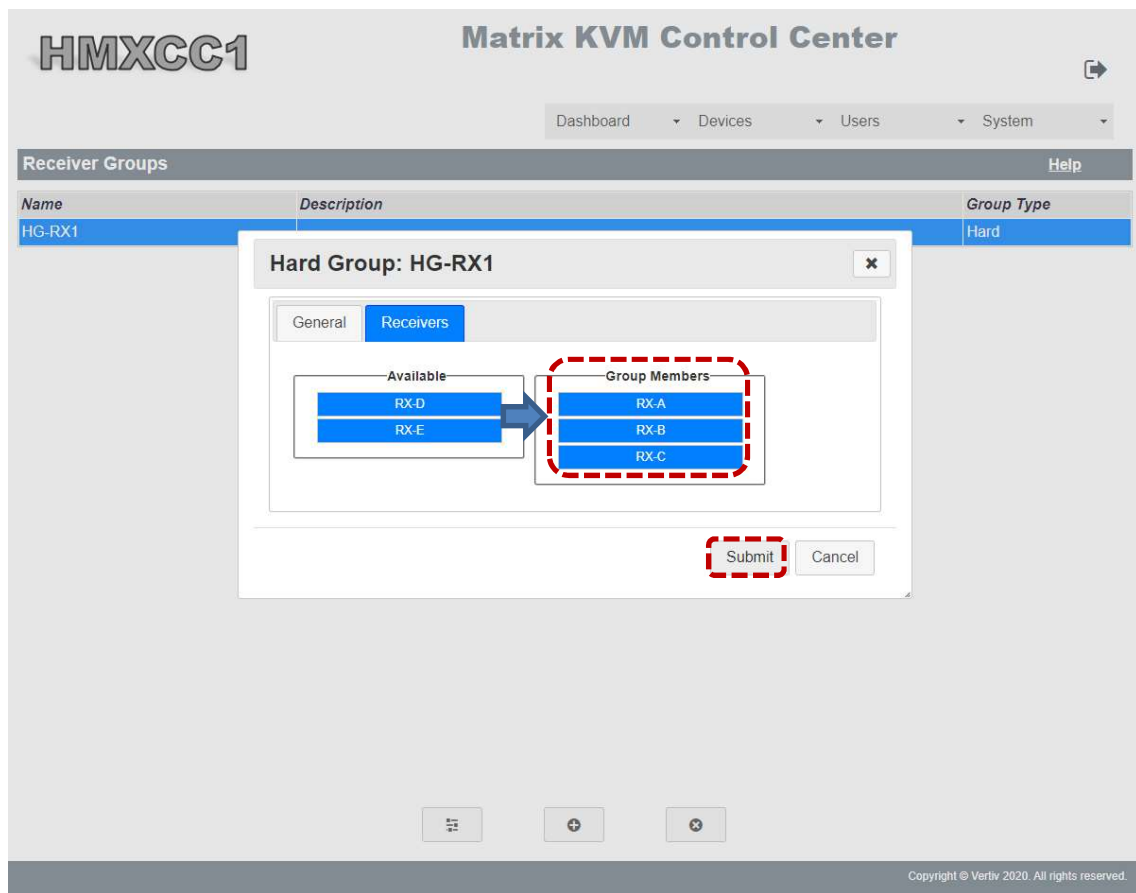 HMXCC1
Matrix KVM Control Center
Dashboard Devices Users System
Receiver Groups Help
Name Description Group Type
HG-RX1 Hard
Hard Group: HG-RX1
General Receivers
Available Group Members
RX-D RX-A
RX-E RX-B
RX-C
Submit Cancel
Copyright © Vertiv 2020. All rights reserved.